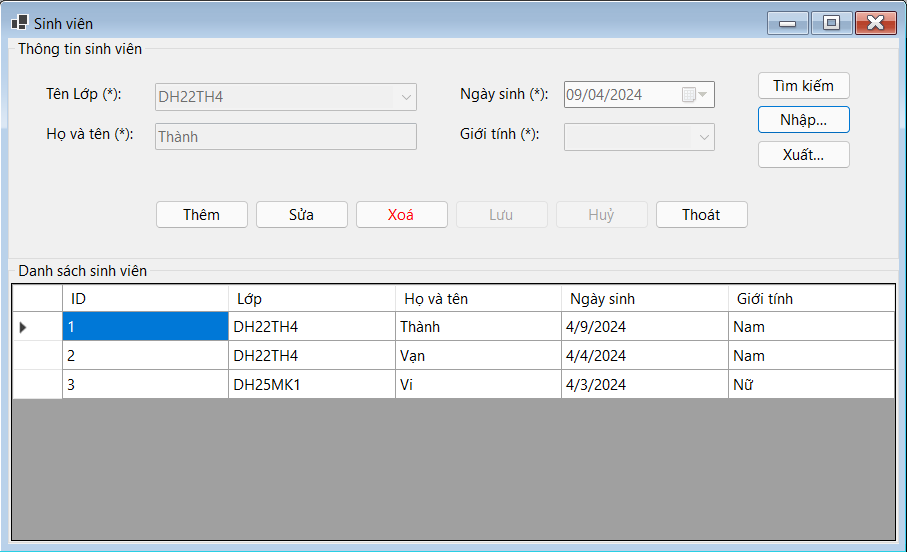 Sinh viên
Thông tin sinh viên
Tên Lớp (*): DH22TH4 Ngày sinh (*): 09/04/2024 Tìm kiếm
Họ và tên (*): Thành Giới tính (*): Nhập...
Xuất...
Thêm Sửa Xoá Lưu Huỷ Thoát
Danh sách sinh viên
ID Lớp Họ và tên Ngày sinh Giới tính
1 DH22TH4 Thành 4/9/2024 Nam
2 DH22TH4 Vạn 4/4/2024 Nam
3 DH25MK1 Vi 4/3/2024 Nữ